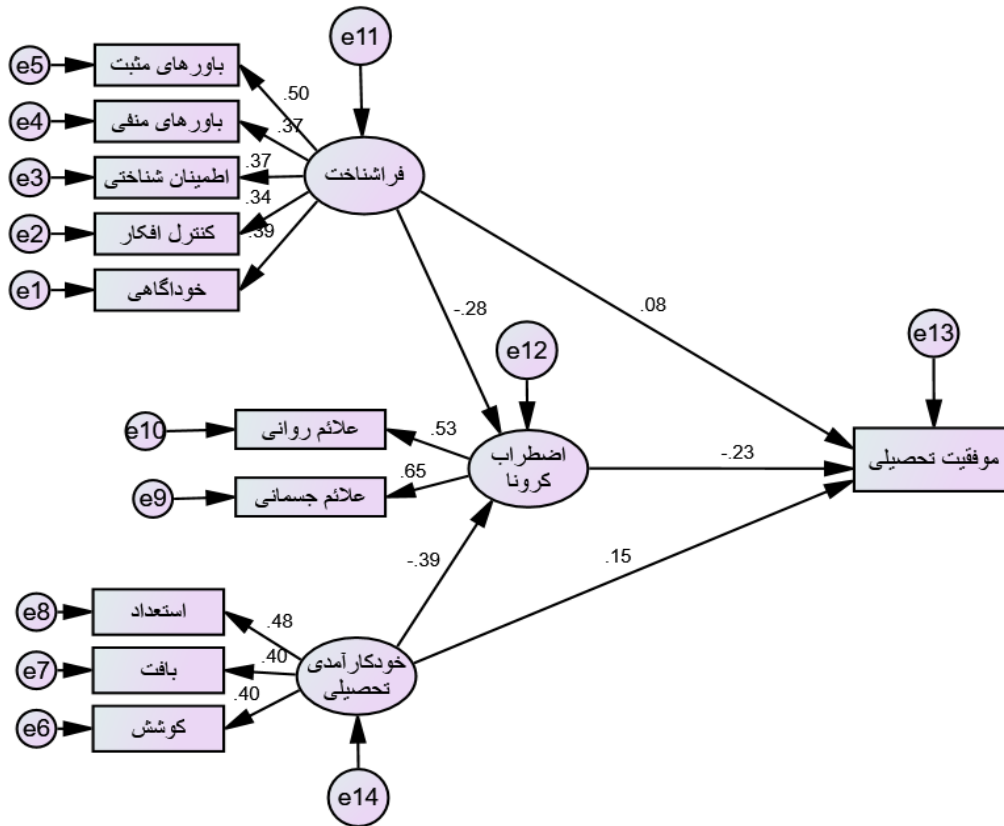 e11
e5
باورهای مثبت
.50
e4
باورهای منفی
.37
e3
اطمینان شناختی
.37
فراشناخت
e2
کنترل افکار
.34
e1
خوداگاهی
.39
-.28
.08
e12
e13
e10
علائم روانی
.53
اضطراب
کرونا
-.23
موفقیت تحصیلی
e9
علائم جسمانی
.65
-.39
.15
e8
استعداد
.48
e7
بافت
.40
خودکارآمدی
تحصیلی
e6
کوشش
.40
e14